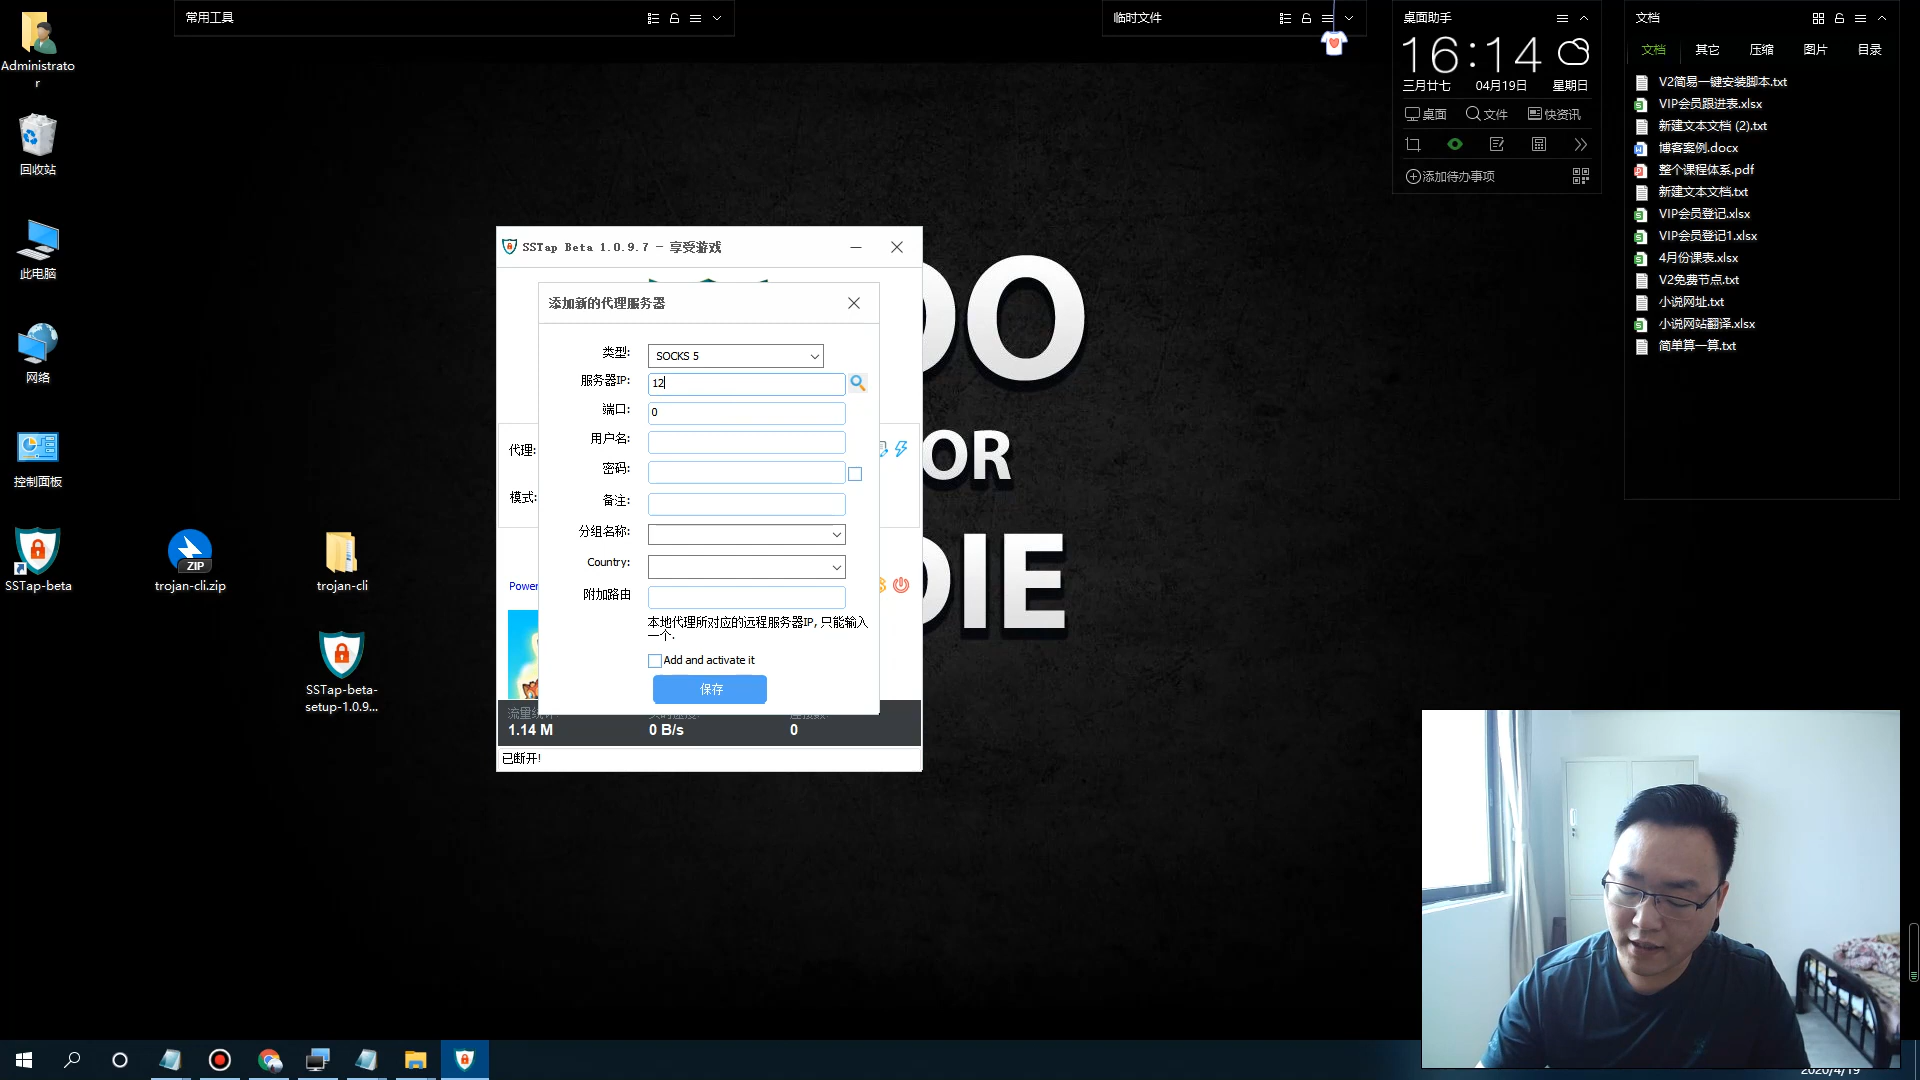 常用工具
临时文件
桌面助手
16:14
三月廿七 04月19日 星期日
桌面 文件 快资讯
添加待办事项
文档
文档 其它 压缩 图片 目录
V2简易一键安装脚本.txt
VIP会员跟进表.xlsx
新建文本文档 (2).txt
博客案例.docx
整个课程体系.pdf
新建文本文档.txt
VIP会员登记.xlsx
VIP会员登记1.xlsx
4月份课表.xlsx
V2免费节点.txt
小说网址.txt
小说网站翻译.xlsx
简单算一算.txt
Administrato
r
回收站
此电脑
网络
控制面板
SSTap-beta
ZIP
trojan-cli.zip
trojan-cli
SSTap-beta-
setup-1.0.9...
SSTap Beta 1.0.9.7 - 享受游戏
添加新的代理服务器
类型: SOCKS 5
服务器IP: 12
端口: 0
用户名:
密码:
备注:
分组名称:
Country:
附加路由
本地代理所对应的远程服务器IP, 只能输入
一个.
Add and activate it
保存
代理:
模式:
Power
1.14 M 0 B/s 0
已断开!
OR
DIE
2020/4/19